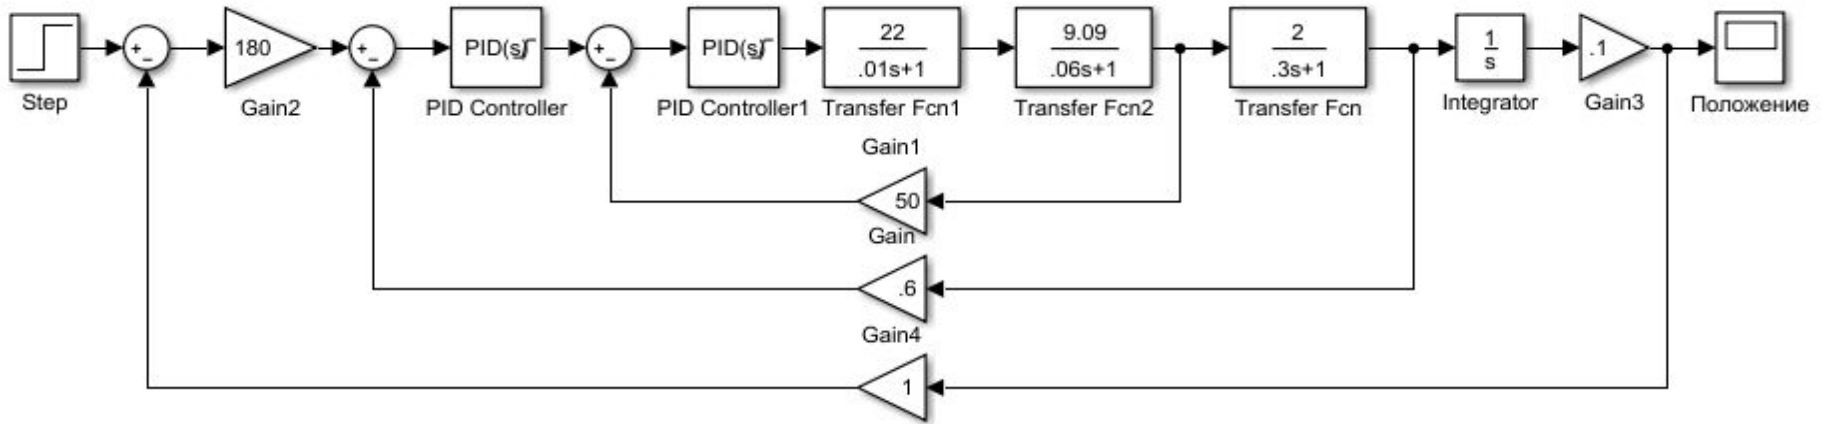 180
PID(s)
PID(s)
22
.01s+1
9.09
.06s+1
2
.3s+1
1
s
.1
Step
Gain2
PID Controller
PID Controller1
Transfer Fcn1
Transfer Fcn2
Transfer Fcn
Integrator
Gain3
Положение
Gain1
50
Gain
.6
Gain4
1